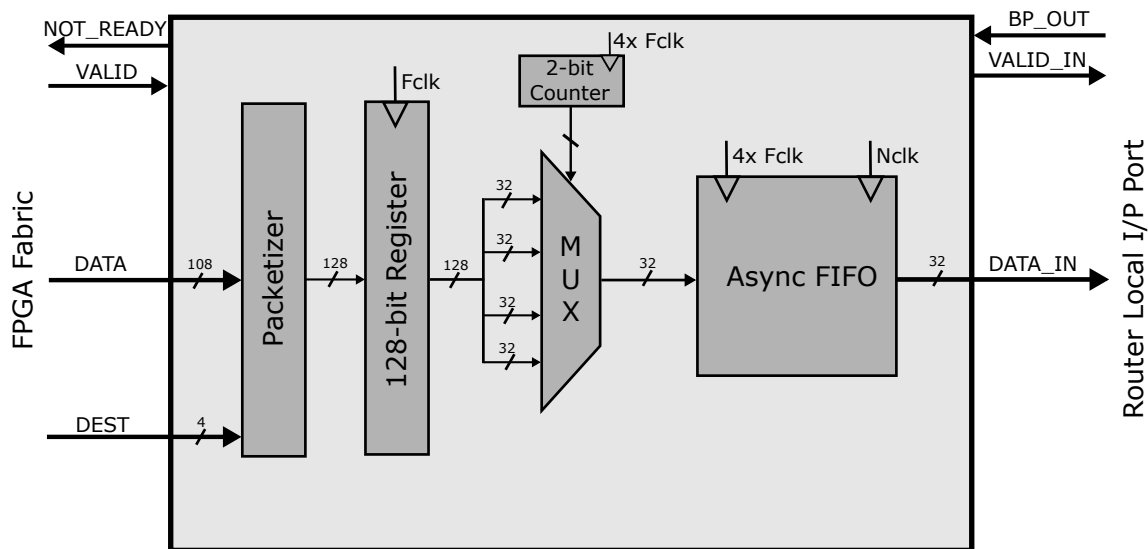 NOT_READY
VALID
BP_OUT
VALID_IN
4x Fclk
2-bit
Counter
Fclk
4x Fclk
Nclk
FPGA Fabric
DATA
108
Packetizer
128
128-bit Register
128
32
32
32
32
MUX
32
Async FIFO
32
DATA_IN
Router Local I/P Port
DEST
4